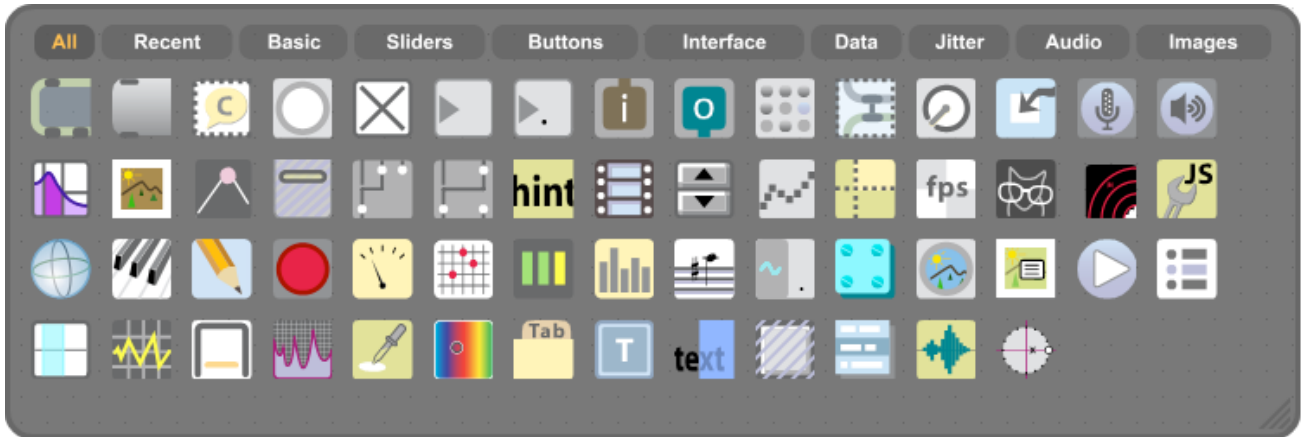 All Recent Basic Sliders Buttons Interface Data Jitter Audio Images
C i o
hint fps JS
Tab T text